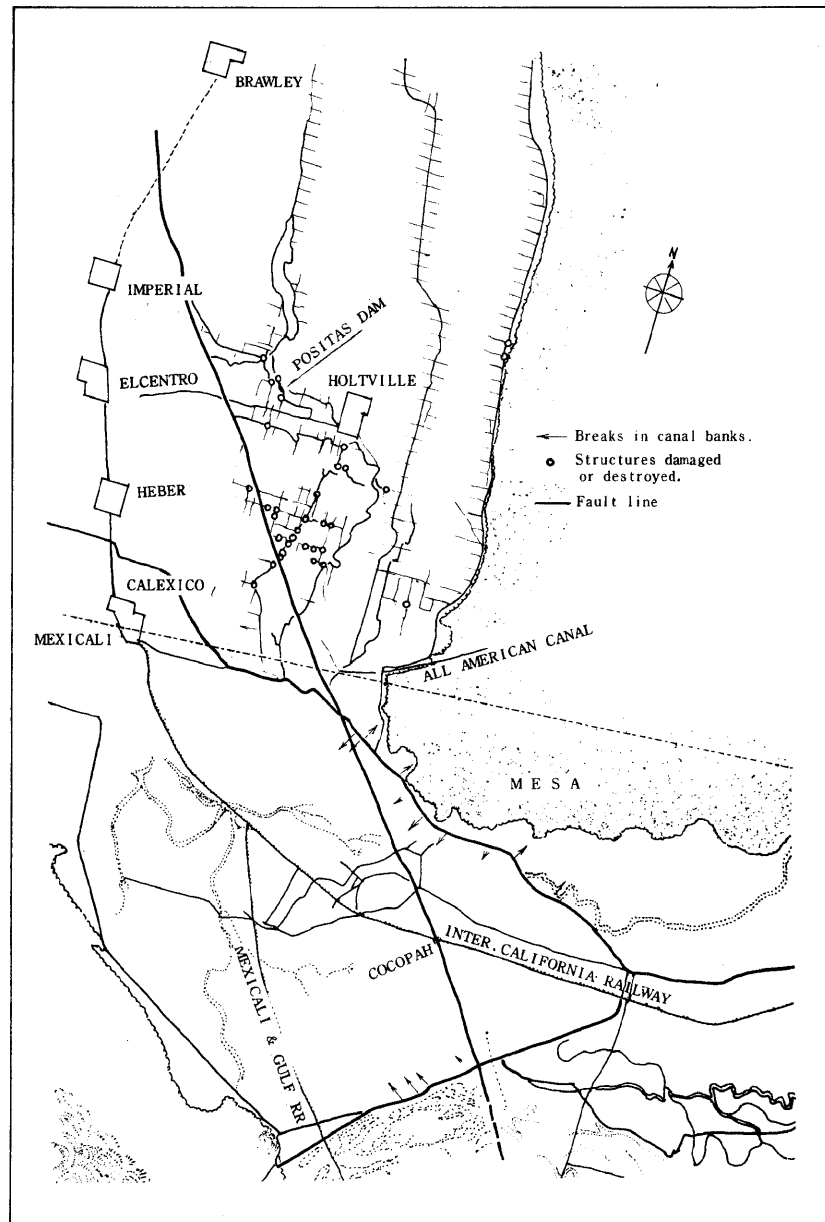 BRAWLEY
N
IMPERIAL
POSITAS DAM
ELCENTRO
HOLTVILLE
Breaks in canal banks.
Structures damaged
or destroyed.
HEBER
Fault line
CALEXICO
MEXICALI
ALL AMERICAN CANAL
MESA
COCOPAH
INTER. CALIFORNIA RAILWAY
MEXICALI & GULF RR